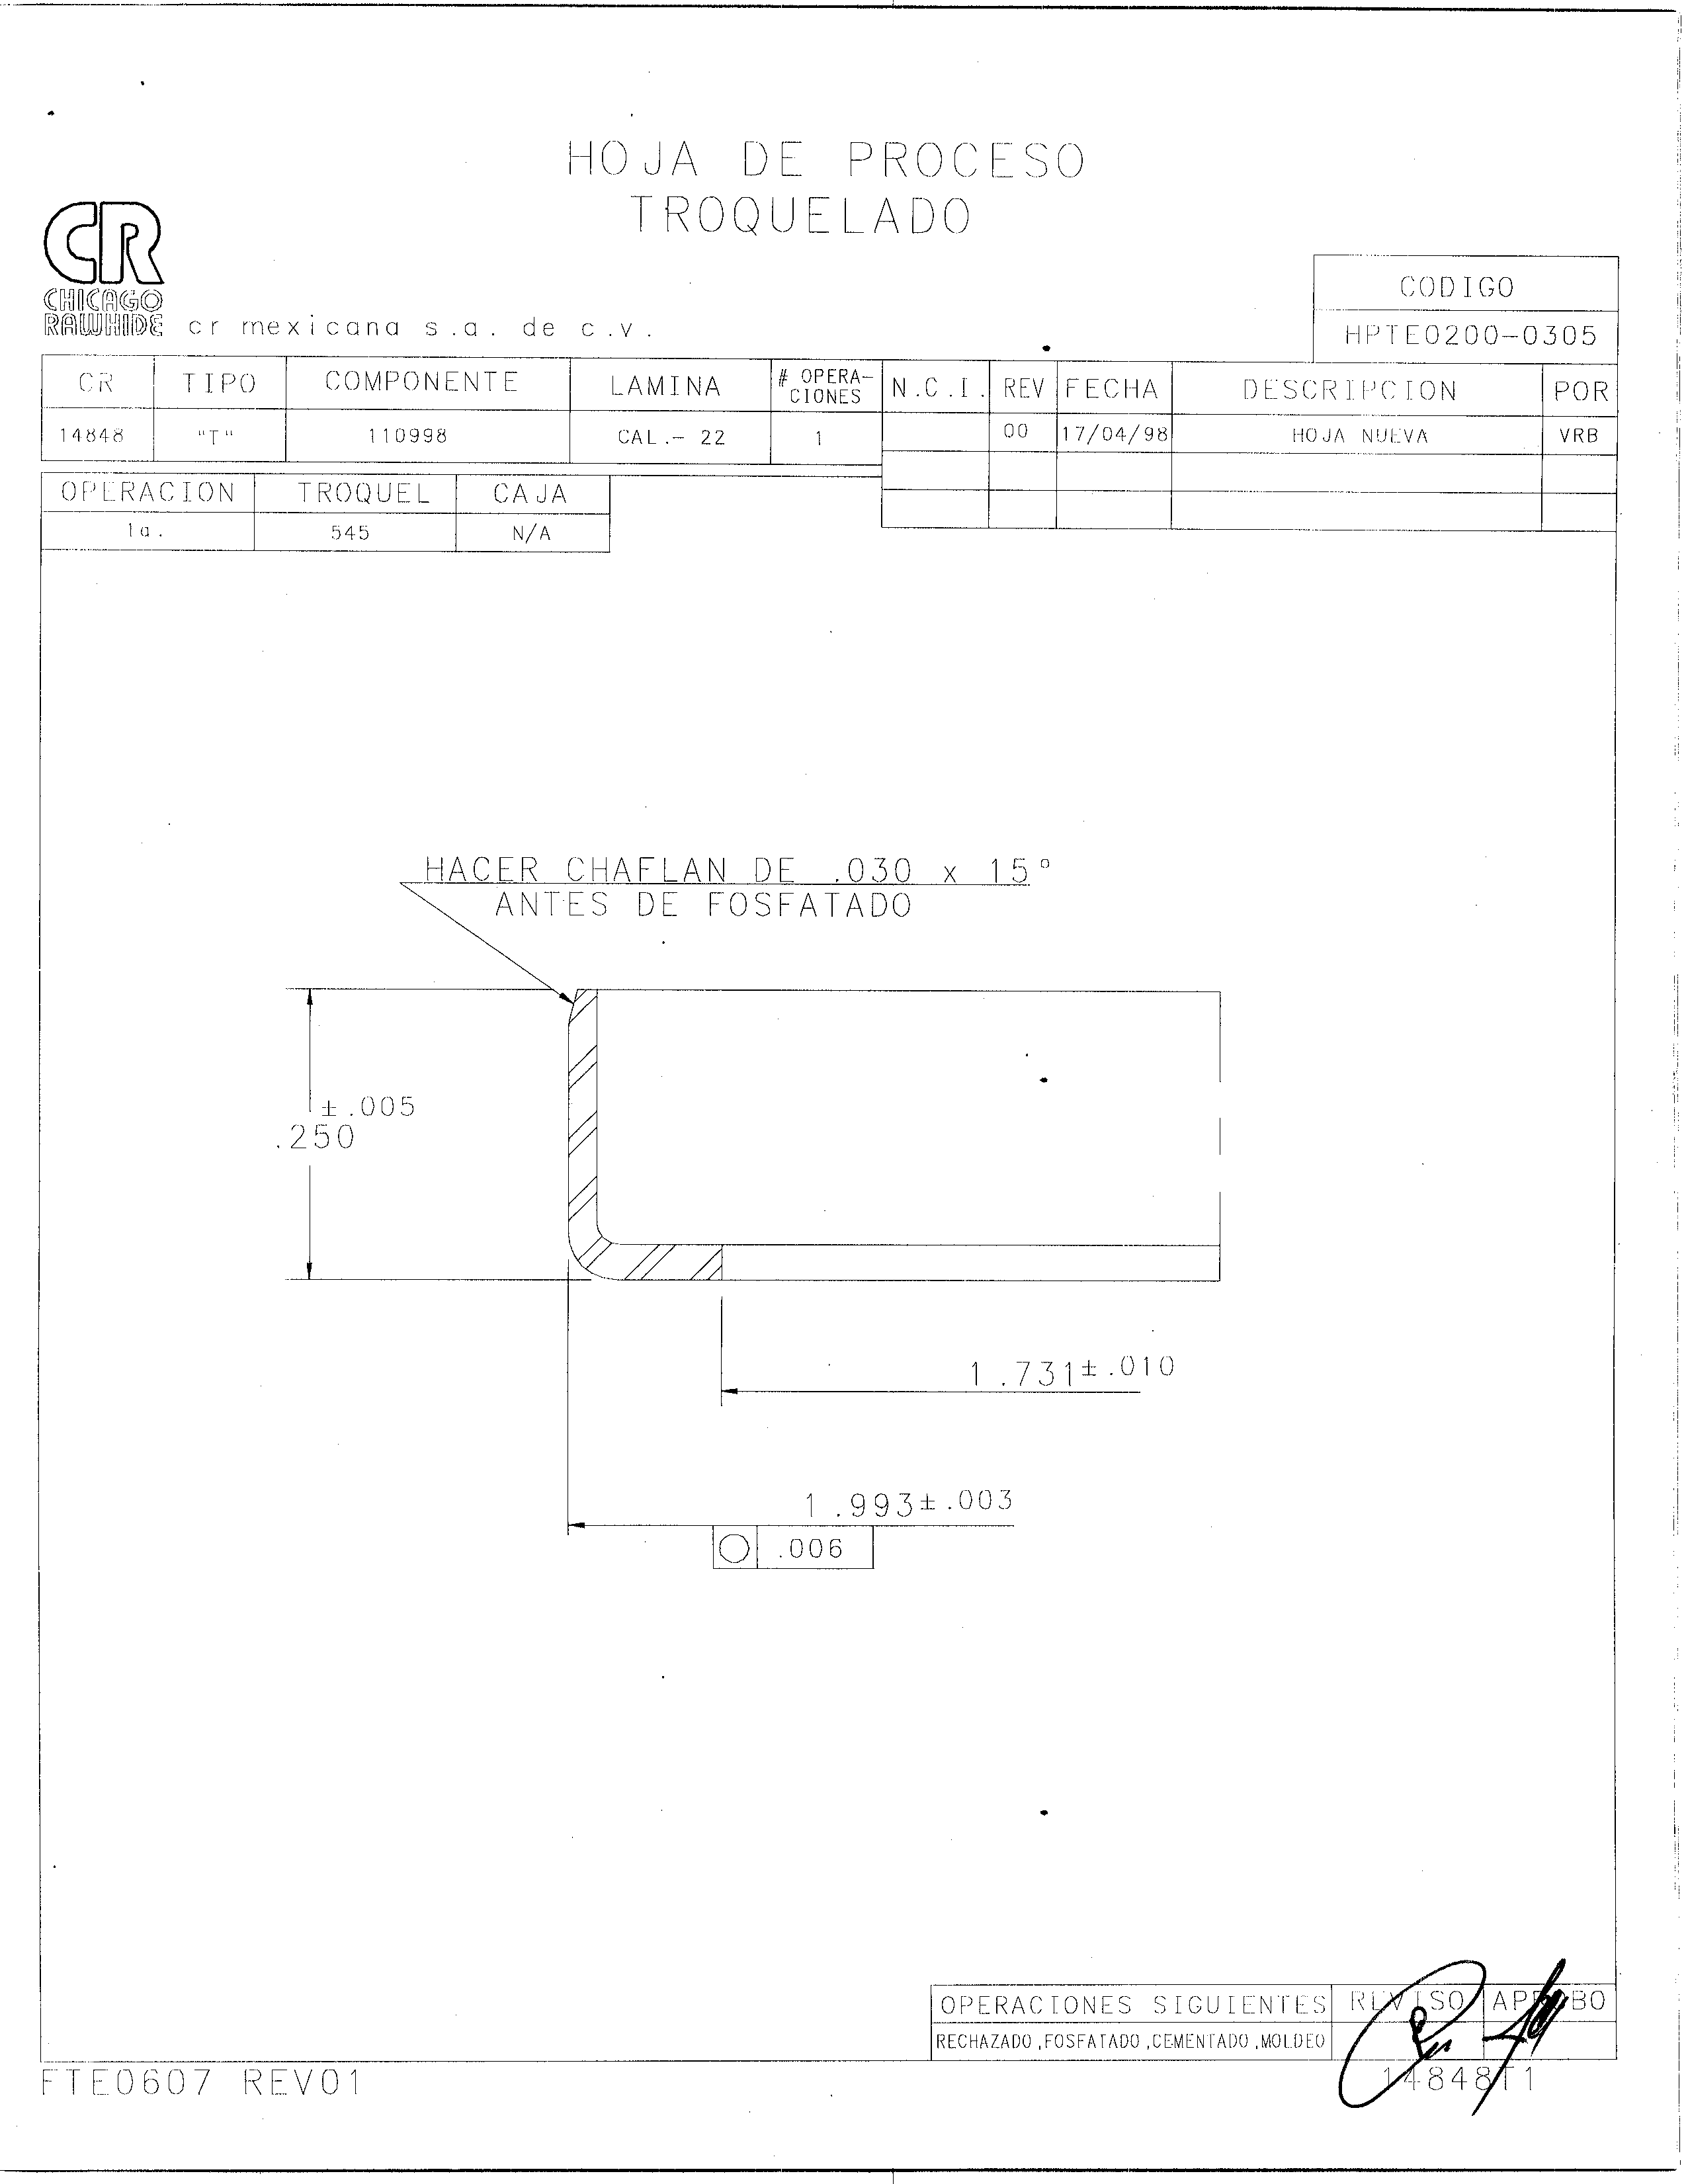 HOJA DE PROCESO
TROQUELADO
CR
CHICAGO
RAWHIDE cr mexicana s.a. de c.v.
CODIGO
HPTE0200-0305
CR TIPO COMPONENTE LAMINA # OPERA-CIONES N.C.I. REV FECHA DESCRIPCION POR
14848 "T" 110998 CAL.- 22 1 00 17/04/98 HOJA NUEVA VRB
OPERACION TROQUEL CAJA
1a. 545 N/A
HACER CHAFLAN DE .030 x 15°
ANTES DE FOSFATADO
±.005
.250
1.731±.010
1.993±.003
.006
OPERACIONES SIGUIENTES REVISO APROBO
RECHAZADO,FOSFATADO,CEMENTADO,MOLDEO
FTE0607 REV01
14848T1